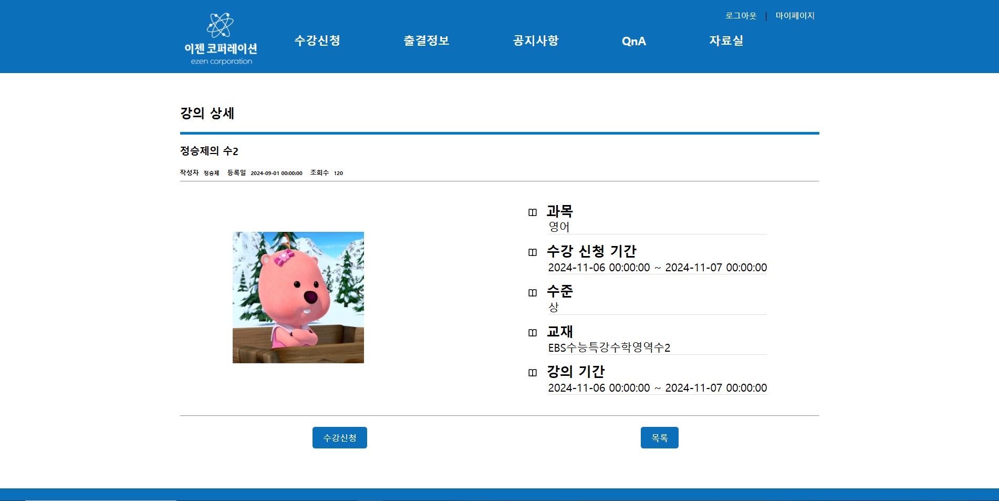 로그아웃 | 마이페이지
이젠 코퍼레이션
ezen corporation
수강신청 출결정보 공지사항 QnA 자료실
강의 상세
정승제의 수2
작성자 정승제 등록일 2024-09-01 00:00:00 조회수 120
과목
영어
수강 신청 기간
2024-11-06 00:00:00 ~ 2024-11-07 00:00:00
수준
상
교재
EBS수능특강수학영역수2
강의 기간
2024-11-06 00:00:00 ~ 2024-11-07 00:00:00
수강신청 목록